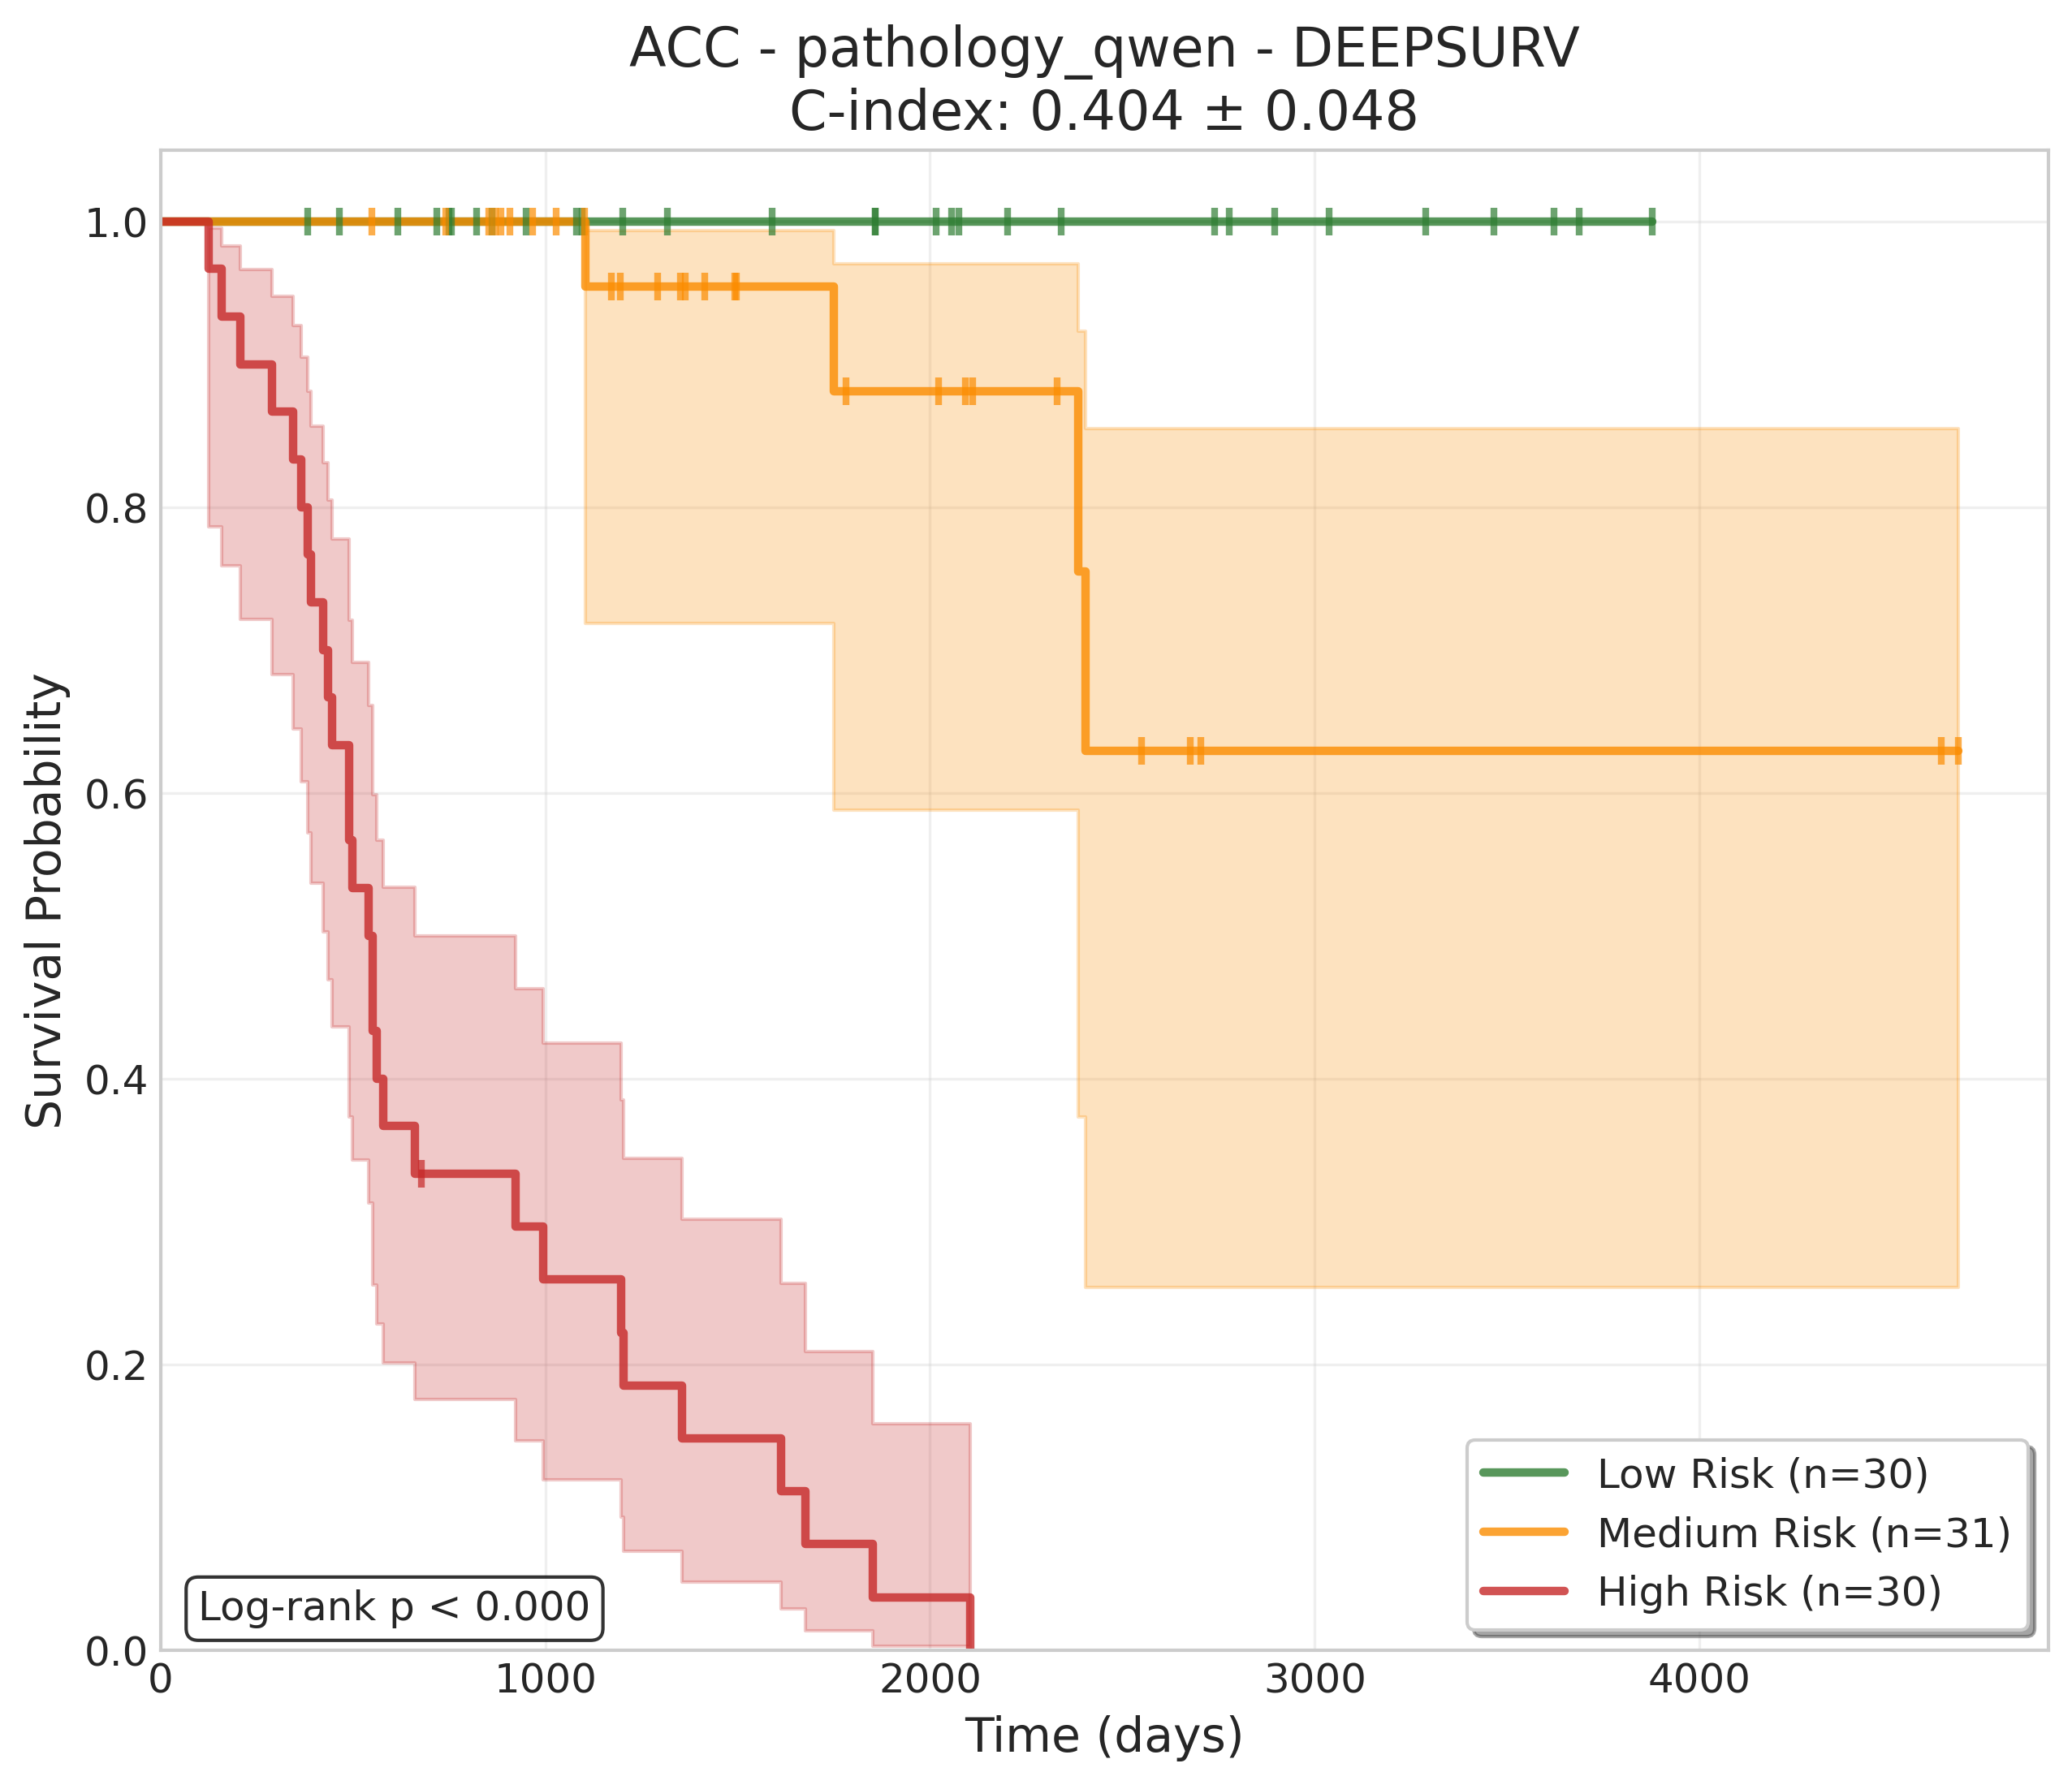 ACC - pathology_qwen - DEEPSURV
C-index: 0.404 ± 0.048
Survival Probability
1.0
0.8
0.6
0.4
0.2
0.0
0 1000 2000 3000 4000
Time (days)
Log-rank p < 0.000
Low Risk (n=30)
Medium Risk (n=31)
High Risk (n=30)